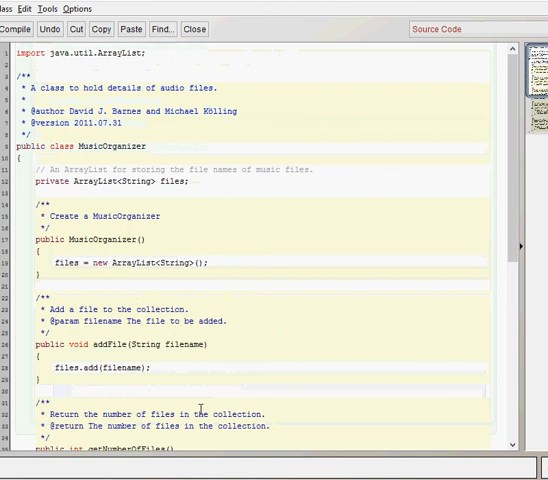 lass Edit Tools Options
Compile Undo Cut Copy Paste Find... Close Source Code
1 import java.util.ArrayList;
2
3 /**
4 * A class to hold details of audio files.
5 *
6 * @author David J. Barnes and Michael Kölling
7 * @version 2011.07.31
8 */
9 public class MusicOrganizer
10 {
11 // An ArrayList for storing the file names of music files.
12 private ArrayList<String> files;
13
14 /**
15 * Create a MusicOrganizer
16 */
17 public MusicOrganizer()
18 {
19 files = new ArrayList<String>();
20 }
21
22 /**
23 * Add a file to the collection.
24 * @param filename The file to be added.
25 */
26 public void addFile(String filename)
27 {
28 files.add(filename);
29 }
30
31 /**
32 * Return the number of files in the collection.
33 * @return The number of files in the collection.
34 */
35 public int getNumberOfFiles()